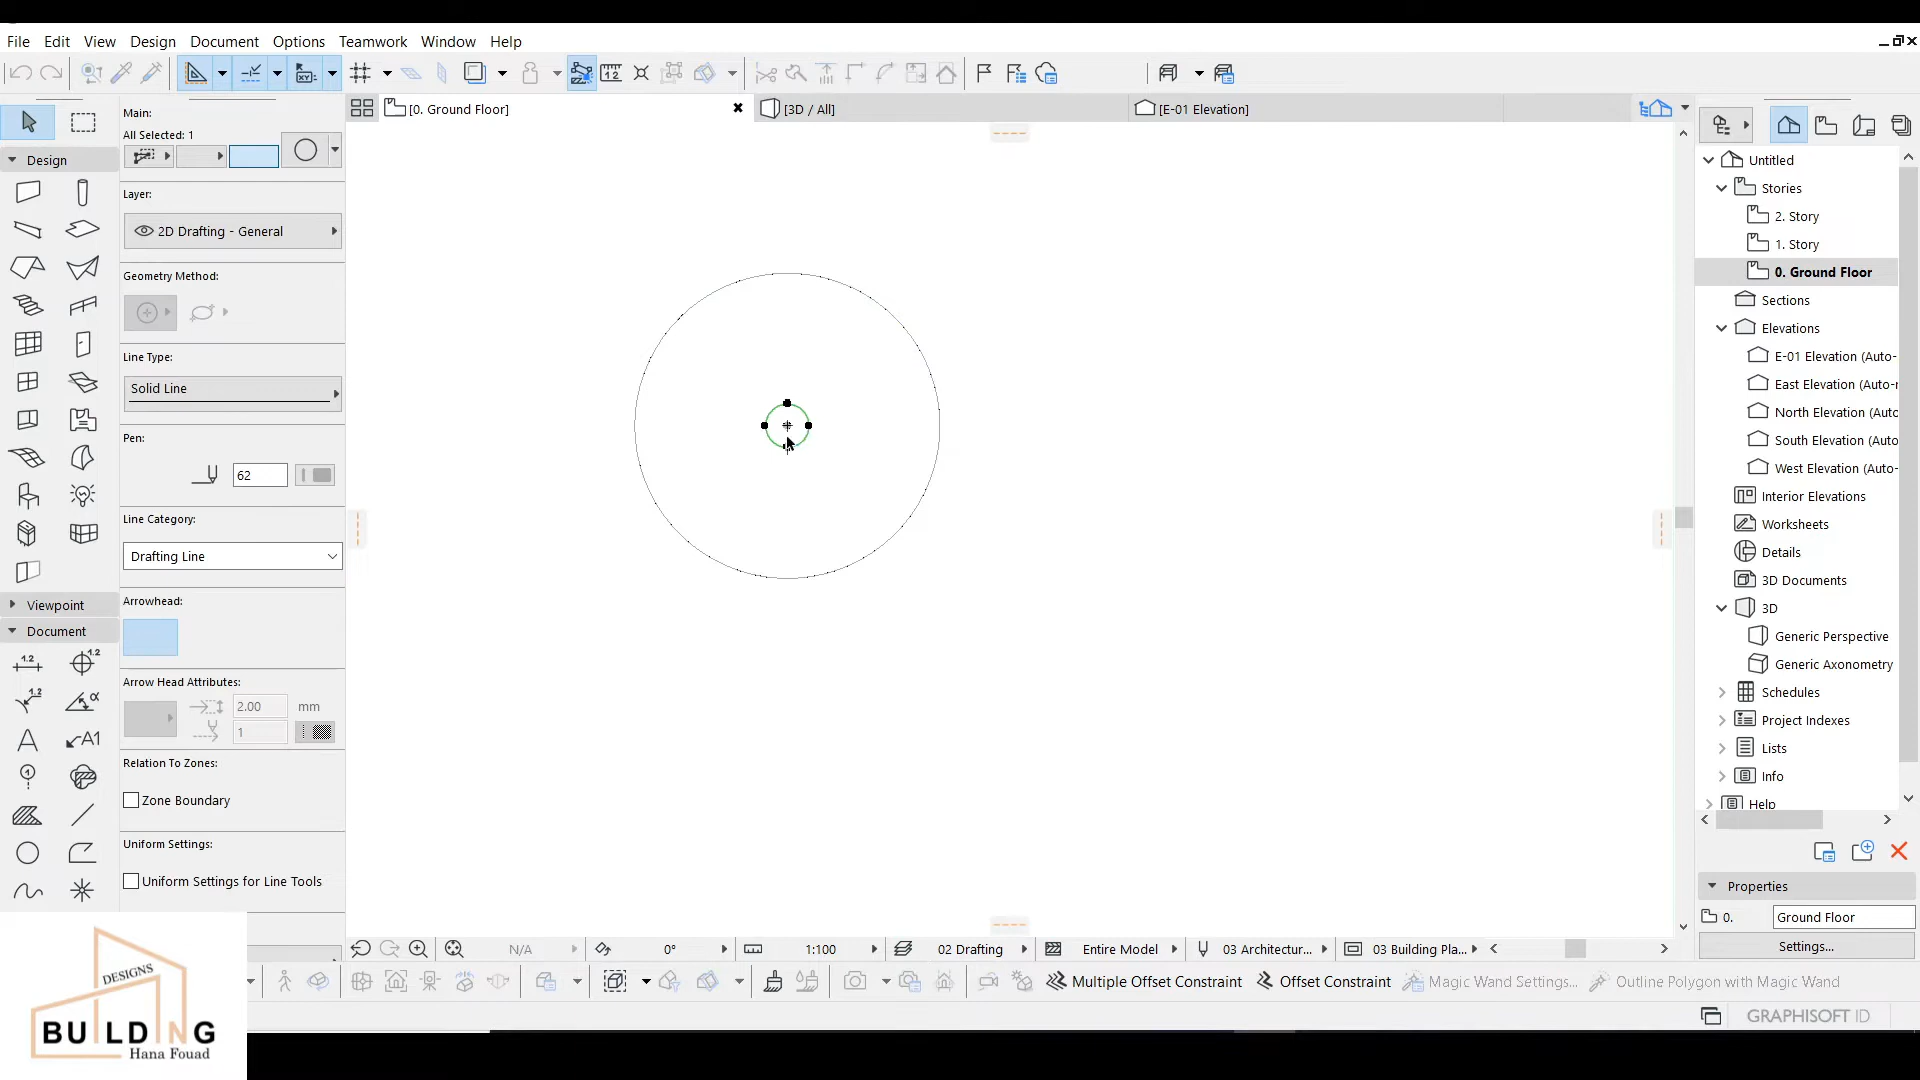 File Edit View Design Document Options Teamwork Window Help
[0. Ground Floor]
[3D / All]
[E-01 Elevation]
Main:
All Selected: 1
Design
Layer:
2D Drafting - General
Geometry Method:
Line Type:
Solid Line
Pen:
62
Line Category:
Drafting Line
Viewpoint
Arrowhead:
Document
Arrow Head Attributes:
2.00 mm
1
Relation To Zones:
Zone Boundary
Uniform Settings:
Uniform Settings for Line Tools
Untitled
Stories
2. Story
1. Story
0. Ground Floor
Sections
Elevations
E-01 Elevation (Auto-
East Elevation (Auto-r
North Elevation (Auto
South Elevation (Auto
West Elevation (Auto-
Interior Elevations
Worksheets
Details
3D Documents
3D
Generic Perspective
Generic Axonometry
Schedules
Project Indexes
Lists
Info
Help
Properties
0. Ground Floor
Settings...
N/A 0° 1:100 02 Drafting Entire Model 03 Architectur... 03 Building Pla...
Multiple Offset Constraint Offset Constraint Magic Wand Settings... Outline Polygon with Magic Wand
GRAPHISOFT ID
DESIGNS
BUILDING
Hana Fouad